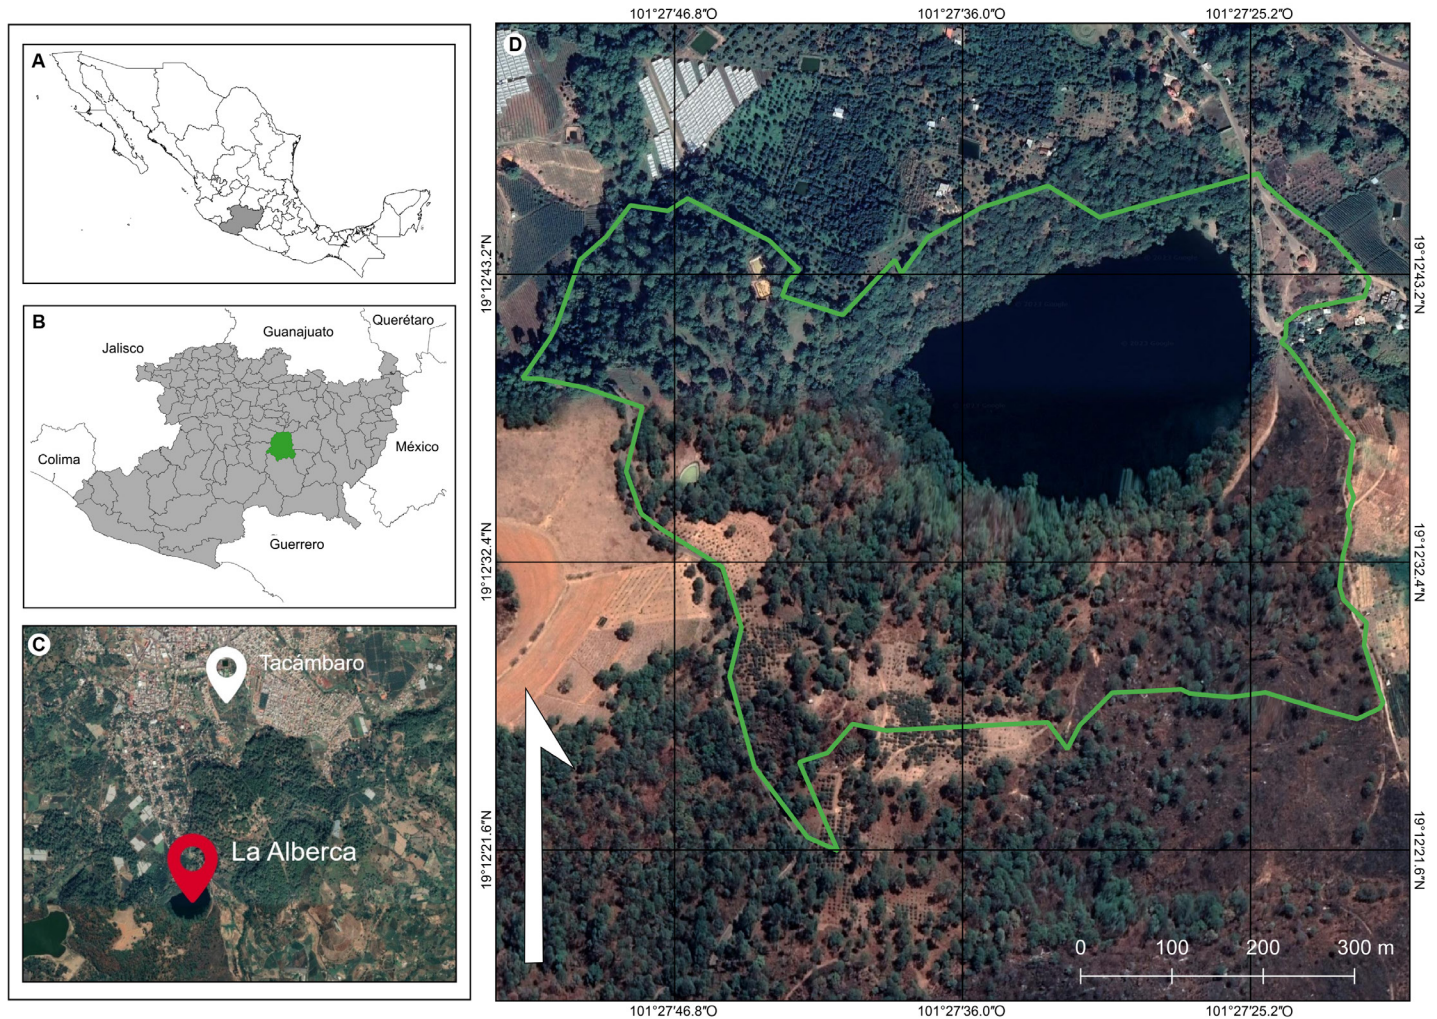 A
B
Guanajuato
Querétaro
Jalisco
México
Colima
Guerrero
C
Tacámbaro
La Alberca
D
101°27'46.8"O
101°27'36.0"O
101°27'25.2"O
19°12'43.2"N
19°12'43.2"N
19°12'32.4"N
19°12'32.4"N
19°12'21.6"N
19°12'21.6"N
0 100 200 300 m
101°27'46.8"O
101°27'36.0"O
101°27'25.2"O